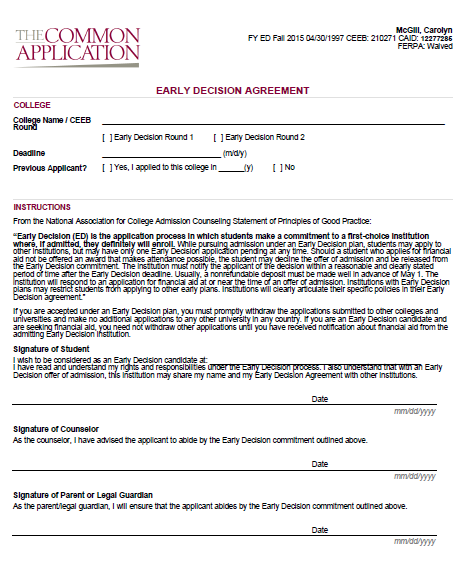 THE COMMON
APPLICATION
McGill, Carolyn
FY ED Fall 2015 04/30/1997 CEEB: 210271 CAID: 12277285
FERPA: Waived
EARLY DECISION AGREEMENT
COLLEGE
College Name / CEEB
Round
[ ] Early Decision Round 1 [ ] Early Decision Round 2
Deadline (m/d/y)
Previous Applicant? [ ] Yes, I applied to this college in (y) [ ] No
INSTRUCTIONS
From the National Association for College Admission Counseling Statement of Principles of Good Practice:
"Early Decision (ED) is the application process in which students make a commitment to a first-choice institution
where, if admitted, they definitely will enroll. While pursuing admission under an Early Decision plan, students may apply to
other institutions, but may have only one Early Decision application pending at any time. Should a student who applies for financial
aid not be offered an award that makes attendance possible, the student may decline the offer of admission and be released from
the Early Decision commitment. The institution must notify the applicant of the decision within a reasonable and clearly stated
period of time after the Early Decision deadline. Usually, a nonrefundable deposit must be made well in advance of May 1. The
institution will respond to an application for financial aid at or near the time of an offer of admission. Institutions with Early Decision
plans may restrict students from applying to other early plans. Institutions will clearly articulate their specific policies in their Early
Decision agreement."
If you are accepted under an Early Decision plan, you must promptly withdraw the applications submitted to other colleges and
universities and make no additional applications to any other university in any country. If you are an Early Decision candidate and
are seeking financial aid, you need not withdraw other applications until you have received notification about financial aid from the
admitting Early Decision institution.
Signature of Student
I wish to be considered as an Early Decision candidate at:
I have read and understand my rights and responsibilities under the Early Decision process. I also understand that with an Early
Decision offer of admission, this institution may share my name and my Early Decision Agreement with other institutions.
Date
mm/dd/yyyy
Signature of Counselor
As the counselor, I have advised the applicant to abide by the Early Decision commitment outlined above.
Date
mm/dd/yyyy
Signature of Parent or Legal Guardian
As the parent/legal guardian, I will ensure that the applicant abides by the Early Decision commitment outlined above.
Date
mm/dd/yyyy